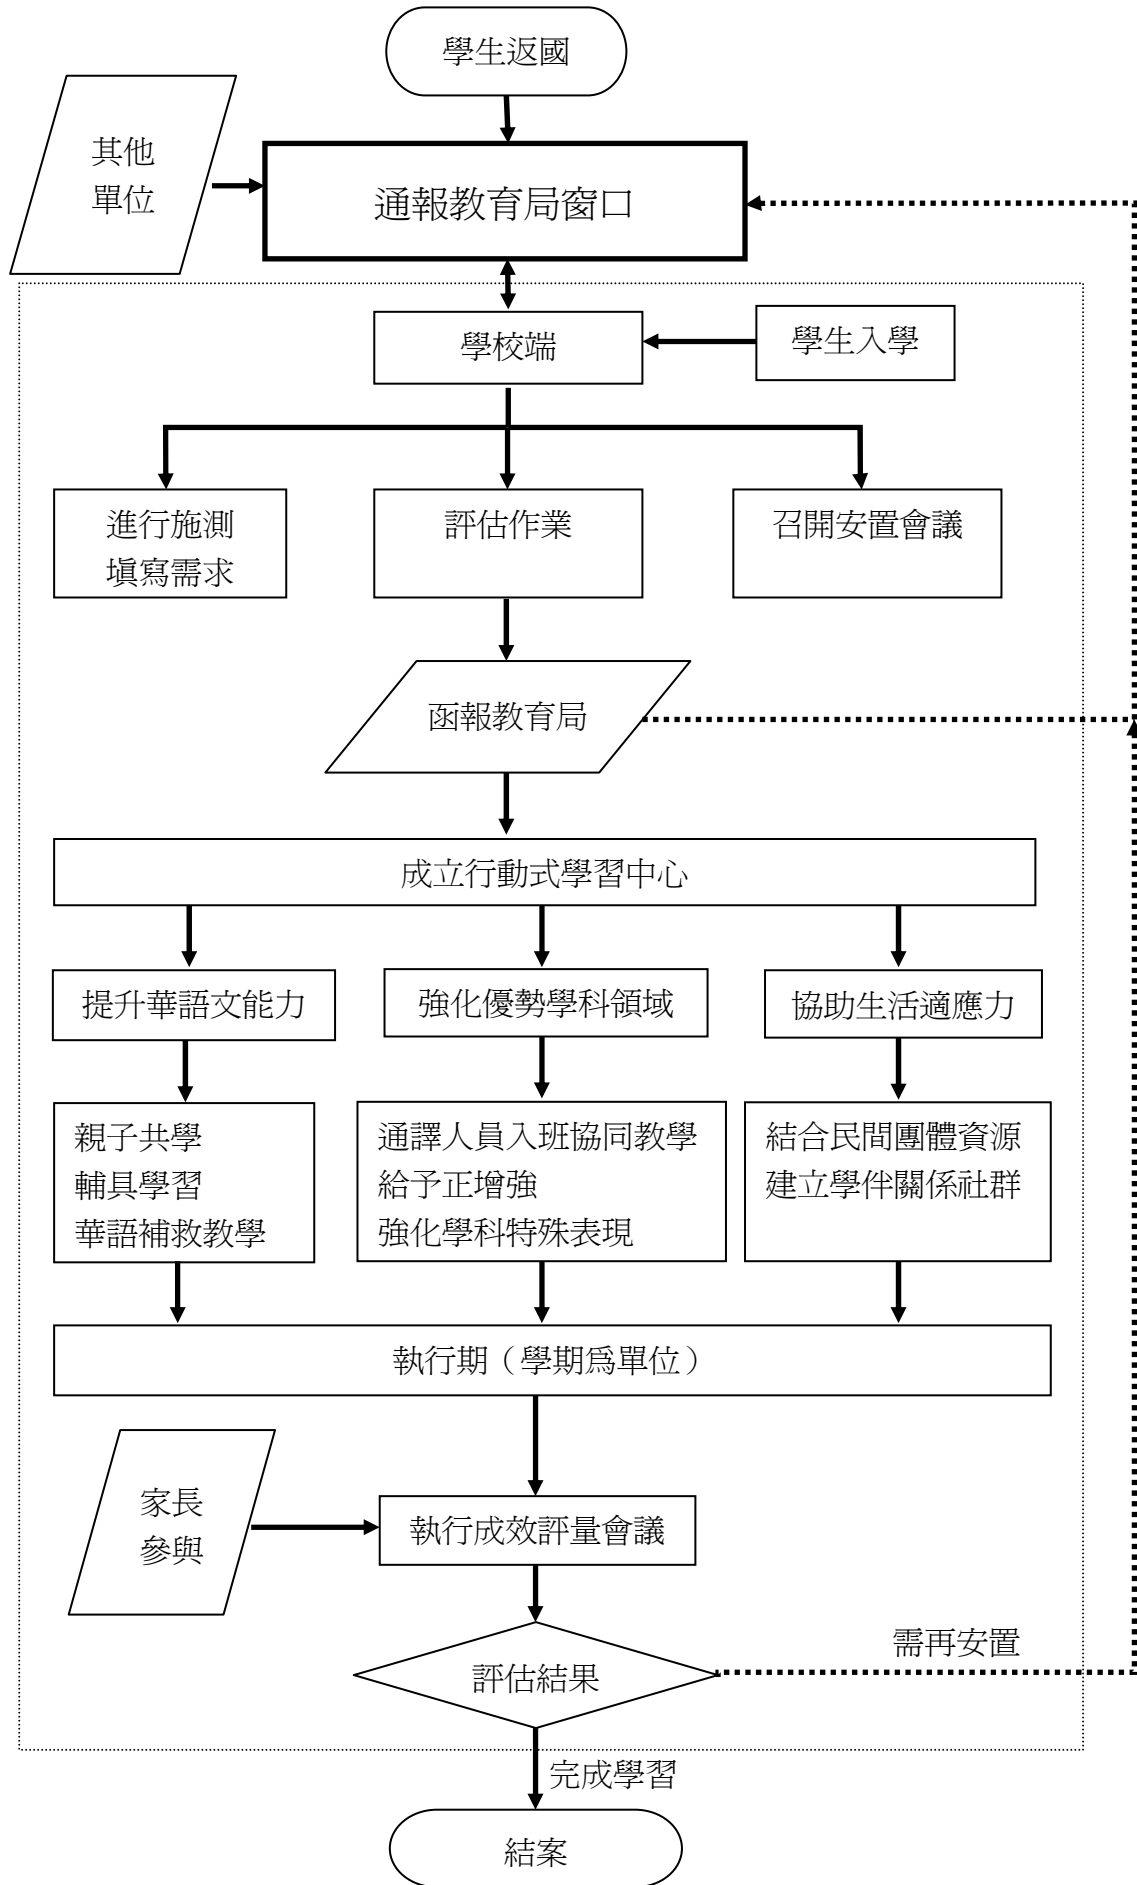 學生返國
其他
單位
通報教育局窗口
學校端
學生入學
進行施測
填寫需求
評估作業
召開安置會議
函報教育局
成立行動式學習中心
提升華語文能力
強化優勢學科領域
協助生活適應力
親子共學
輔具學習
華語補救教學
通譯人員入班協同教學
給予正增強
強化學科特殊表現
結合民間團體資源
建立學伴關係社群
執行期（學期為單位）
家長
參與
執行成效評量會議
評估結果
需再安置
完成學習
結案